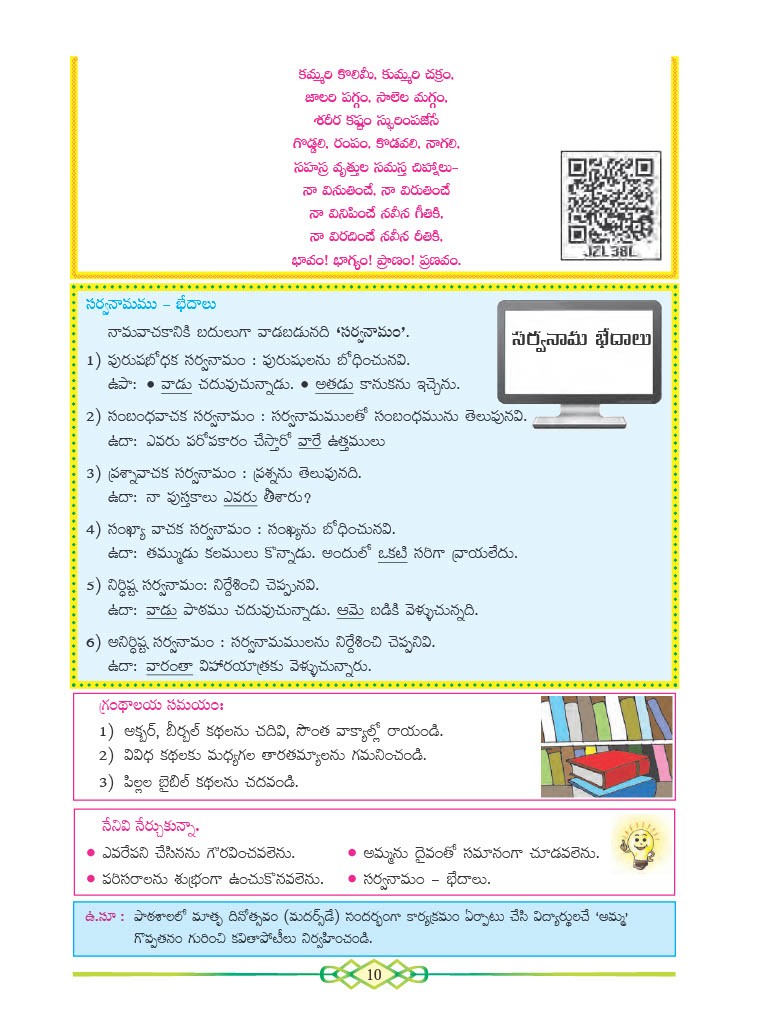 కమ్మరి కొలిమీ, కుమ్మరి చక్రం,
జాలరి పగ్గం, సాలెల మగ్గం,
శరీర కష్టం స్ఫురింపజేసే
గొడ్డలి, రంపం, కొడవలి, నాగలి,
సహస్ర వృత్తుల సమస్త చిహ్నాలు–
నా వినుతించే, నా విరుతించే
నా వినిపించే నవీన గీతికి,
నా విరచించే నవీన రీతికి,
భావం! భాగ్యం! ప్రాణం! ప్రణవం.
JZL38L
సర్వనామము – భేదాలు
నామవాచకానికి బదులుగా వాడబడునది ‘సర్వనామం’.
సర్వనామ భేదాలు
1) పురుషబోధక సర్వనామం : పురుషులను బోధించునవి.
ఉపా: • వాడు చదువుచున్నాడు. • అతడు కానుకను ఇచ్చెను.
2) సంబంధవాచక సర్వనామం : సర్వనామములతో సంబంధమును తెలుపునవి.
ఉదా: ఎవరు పరోపకారం చేస్తారో వారే ఉత్తములు
3) ప్రశ్నావాచక సర్వనామం : ప్రశ్నను తెలుపునది.
ఉదా: నా పుస్తకాలు ఎవరు తీశారు?
4) సంఖ్యా వాచక సర్వనామం : సంఖ్యను బోధించునవి.
ఉదా: తమ్ముడు కలములు కొన్నాడు. అందులో ఒకటి సరిగా వ్రాయలేదు.
5) నిర్ధిష్ట సర్వనామం: నిర్దేశించి చెప్పునవి.
ఉదా: వాడు పాఠము చదువుచున్నాడు. ఆమె బడికి వెళ్ళుచున్నది.
6) అనిర్ధిష్ట సర్వనామం : సర్వనామములను నిర్దేశించి చెప్పనివి.
ఉదా: వారంతా విహారయాత్రకు వెళ్ళుచున్నారు.
గ్రంథాలయ సమయం:
1) అక్బర్, బీర్బల్ కథలను చదివి, సొంత వాక్యాల్లో రాయండి.
2) వివిధ కథలకు మధ్యగల తారతమ్యాలను గమనించండి.
3) పిల్లల బైబిల్ కథలను చదవండి.
నేనివి నేర్చుకున్నా.
• ఎవరేపని చేసినను గౌరవించవలెను. • అమ్మను దైవంతో సమానంగా చూడవలెను.
• పరిసరాలను శుభ్రంగా ఉంచుకొనవలెను. • సర్వనామం – భేదాలు.
ఉ.సూ : పాఠశాలలో మాతృ దినోత్సవం (మదర్స్‌డే) సందర్భంగా కార్యక్రమం ఏర్పాటు చేసి విద్యార్థులచే ‘అమ్మ’
గొప్పతనం గురించి కవితాపోటీలు నిర్వహించండి.
10